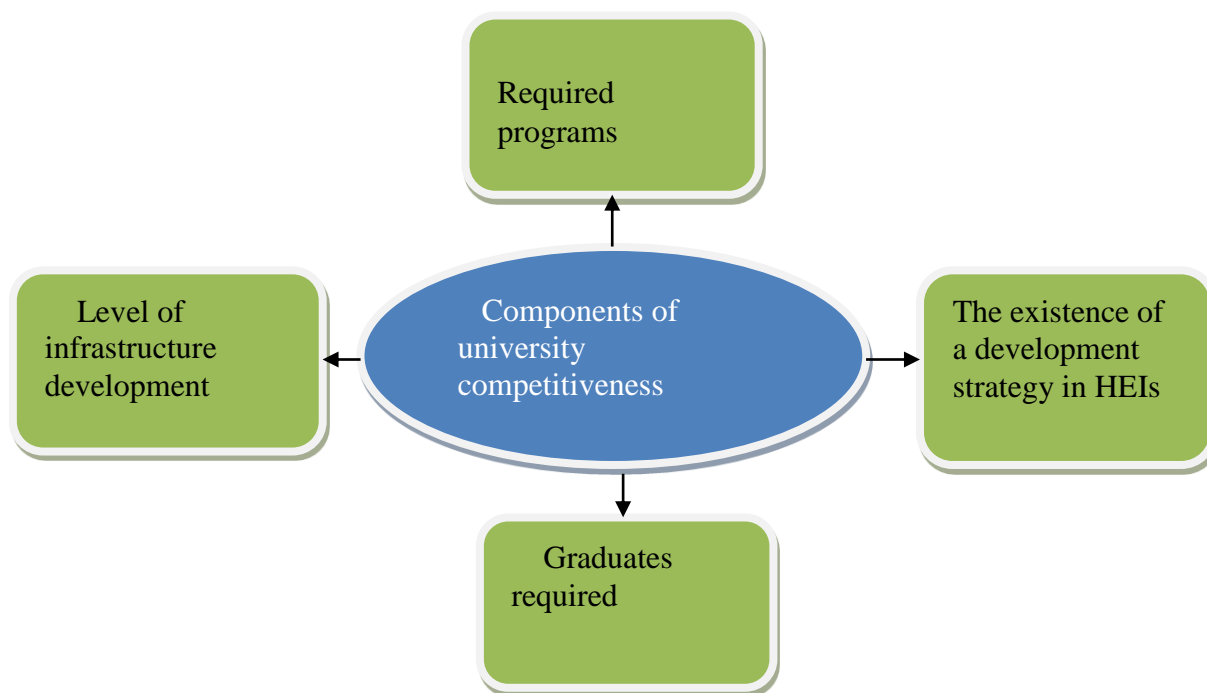 Required
programs
Level of
infrastructure
development
Components of
university
competitiveness
The existence of
a development
strategy in HEIs
Graduates
required